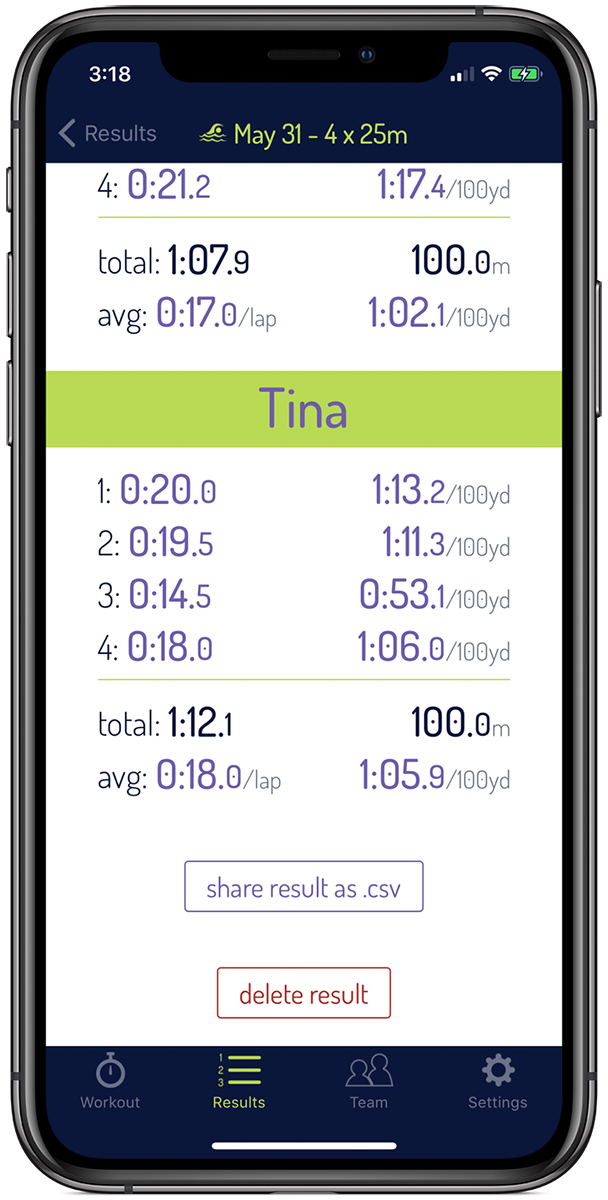 3:18
Results May 31 - 4 x 25m
4: 0:21.2 1:17.4/100yd
total: 1:07.9 100.0m
avg: 0:17.0/lap 1:02.1/100yd
Tina
1: 0:20.0 1:13.2/100yd
2: 0:19.5 1:11.3/100yd
3: 0:14.5 0:53.1/100yd
4: 0:18.0 1:06.0/100yd
total: 1:12.1 100.0m
avg: 0:18.0/lap 1:05.9/100yd
share result as .csv
delete result
1
2
3
Workout Results Team Settings